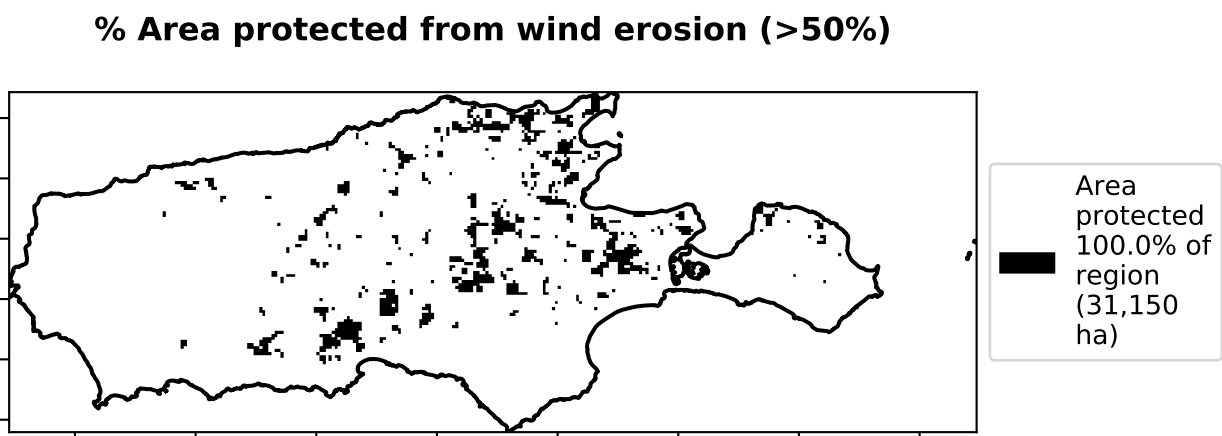 % Area protected from wind erosion (>50%)
Area
protected
100.0% of
region
(31,150
ha)